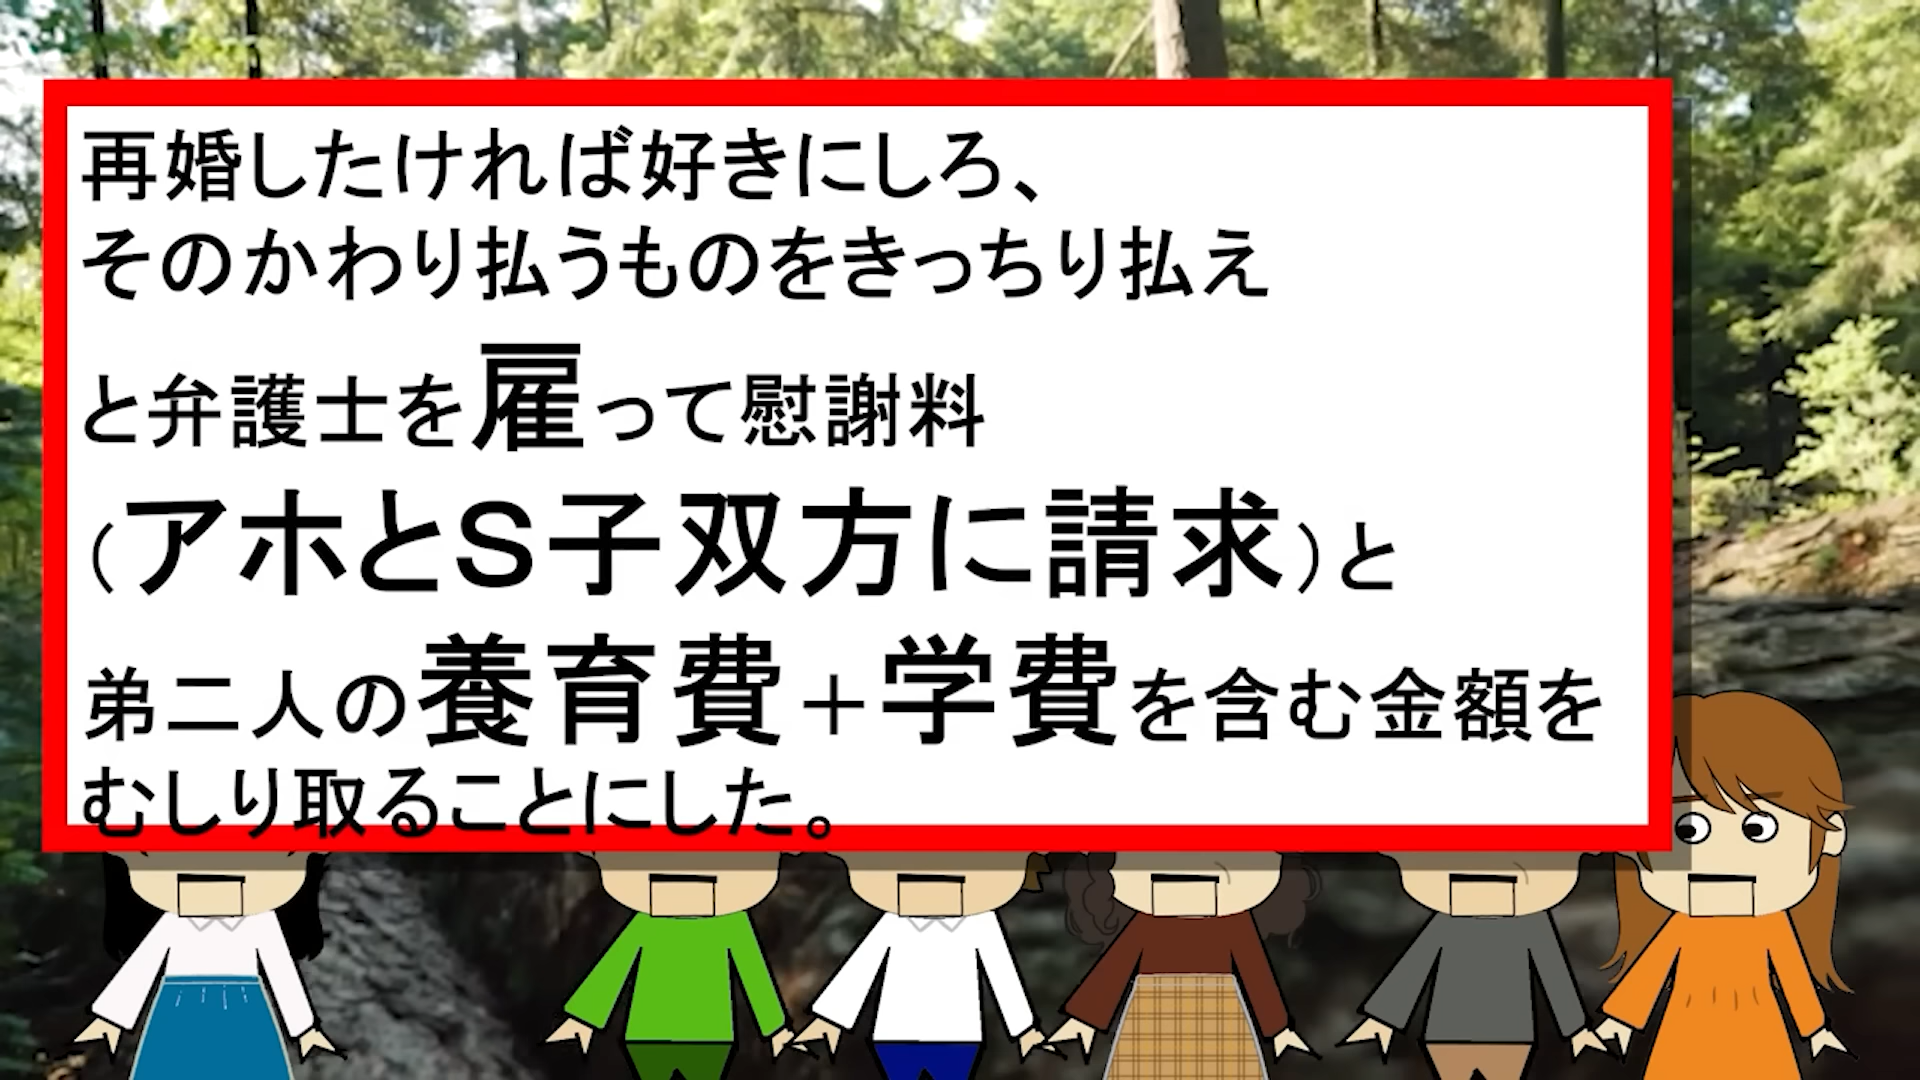 再婚したければ好きにしろ、
そのかわり払うものをきっちり払え
と弁護士を雇って慰謝料
（アホとＳ子双方に請求）と
弟二人の養育費＋学費を含む金額を
むしり取ることにした。